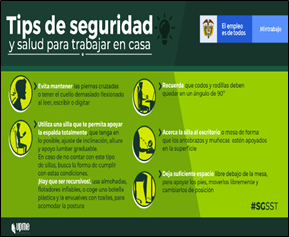 Tips de seguridad
y salud para trabajar en casa
El empleo
es de todos
Mintrabajo
Evita mantener las piernas cruzadas
o tener el cuello demasiado flexionado
al leer, escribir o digitar
Utiliza una silla que te permita apoyar
la espalda totalmente, que tenga en
lo posible, ajuste de inclinación, altura
y apoyo lumbar graduable.
En caso de no contar con este tipo
de sillas, busca la forma de cumplir
con estas condiciones.
¡Hay que ser recursivos!, usa almohadas,
flotadores inflables, o coge una botella
plástica y la envuelves con toallas, para
acomodar la postura
Recuerda que codos y rodillas deben
quedar en un ángulo de 90°
Acerca la silla al escritorio o mesa de forma
que los antebrazos y muñecas estén apoyados
en la superficie
Deja suficiente espacio libre debajo de la mesa,
para apoyar los pies, moverlos libremente y
cambiarlos de posición
#SGSST
upme